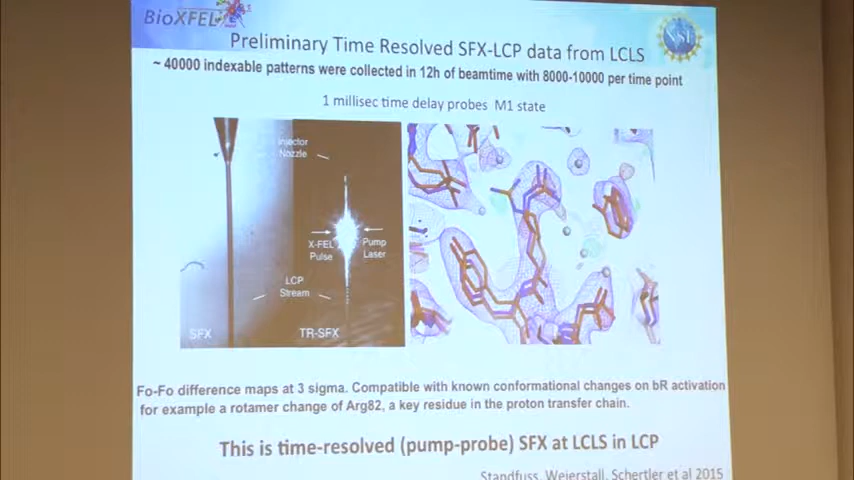 BioXFEL
NSF
Preliminary Time Resolved SFX-LCP data from LCLS
~ 40000 indexable patterns were collected in 12h of beamtime with 8000-10000 per time point
1 millisec time delay probes M1 state
Injector
Nozzle
X-FEL
Pulse
Pump
Laser
LCP
Stream
SFX
TR-SFX
Fo-Fo difference maps at 3 sigma. Compatible with known conformational changes on bR activation
for example a rotamer change of Arg82, a key residue in the proton transfer chain.
This is time-resolved (pump-probe) SFX at LCLS in LCP
Standfuss, Weierstall, Schertler et al 2015